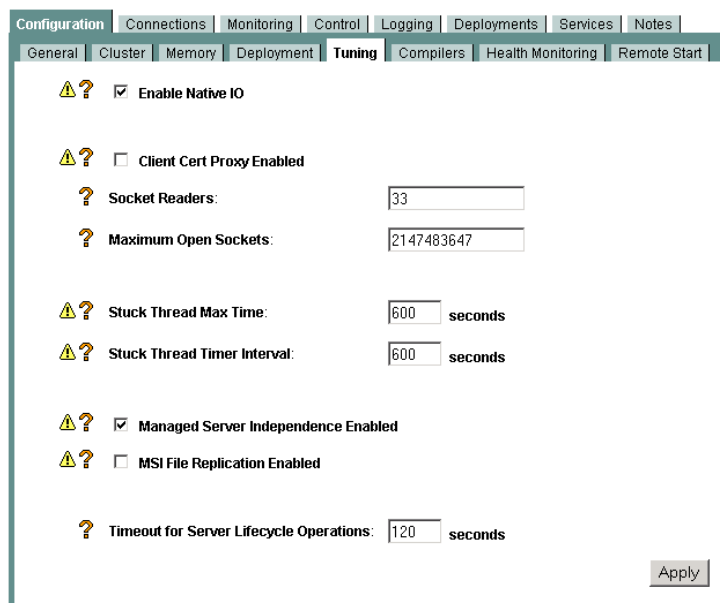 Configuration Connections Monitoring Control Logging Deployments Services Notes
General Cluster Memory Deployment Tuning Compilers Health Monitoring Remote Start
Enable Native IO
Client Cert Proxy Enabled
Socket Readers: 33
Maximum Open Sockets: 2147483647
Stuck Thread Max Time: 600 seconds
Stuck Thread Timer Interval: 600 seconds
Managed Server Independence Enabled
MSI File Replication Enabled
Timeout for Server Lifecycle Operations: 120 seconds
Apply